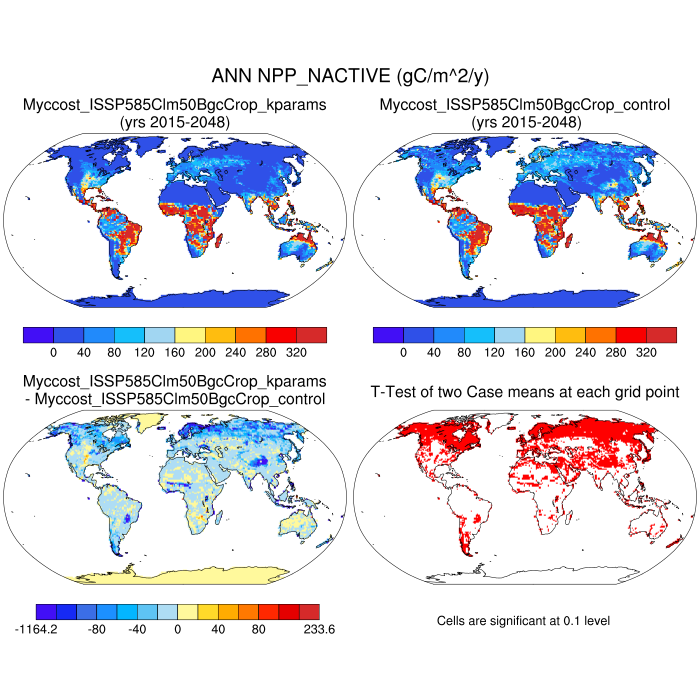 ANN NPP_NACTIVE (gC/m^2/y)
Myccost_ISSP585Clm50BgcCrop_kparams
(yrs 2015-2048)
Myccost_ISSP585Clm50BgcCrop_control
(yrs 2015-2048)
0 40 80 120 160 200 240 280 320
0 40 80 120 160 200 240 280 320
Myccost_ISSP585Clm50BgcCrop_kparams
- Myccost_ISSP585Clm50BgcCrop_control
T-Test of two Case means at each grid point
-1164.2 -80 -40 0 40 80 233.6
Cells are significant at 0.1 level